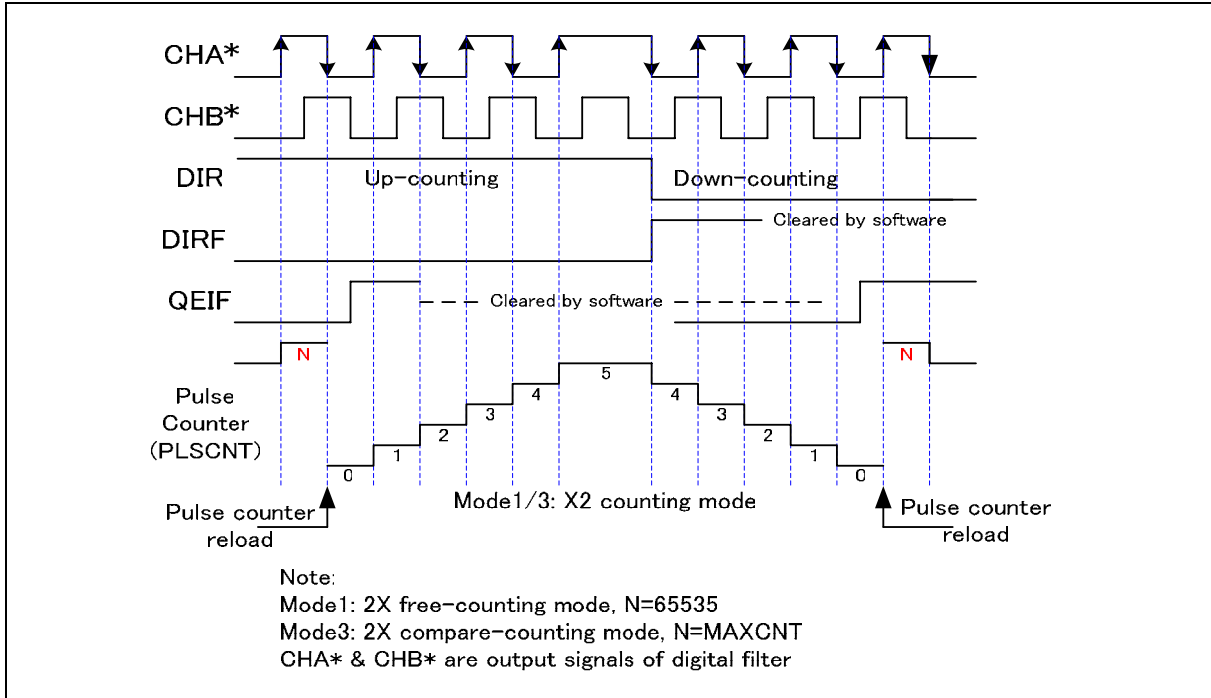 CHA*
CHB*
DIR
Up-counting
Down-counting
DIRF
Cleared by software
QEIF
Cleared by software
N
N
Pulse
Counter
(PLSCNT)
0
1
2
3
4
5
4
3
2
1
0
Mode1/3: X2 counting mode
Pulse counter
reload
Pulse counter
reload
Note:
Mode1: 2X free-counting mode, N=65535
Mode3: 2X compare-counting mode, N=MAXCNT
CHA* & CHB* are output signals of digital filter